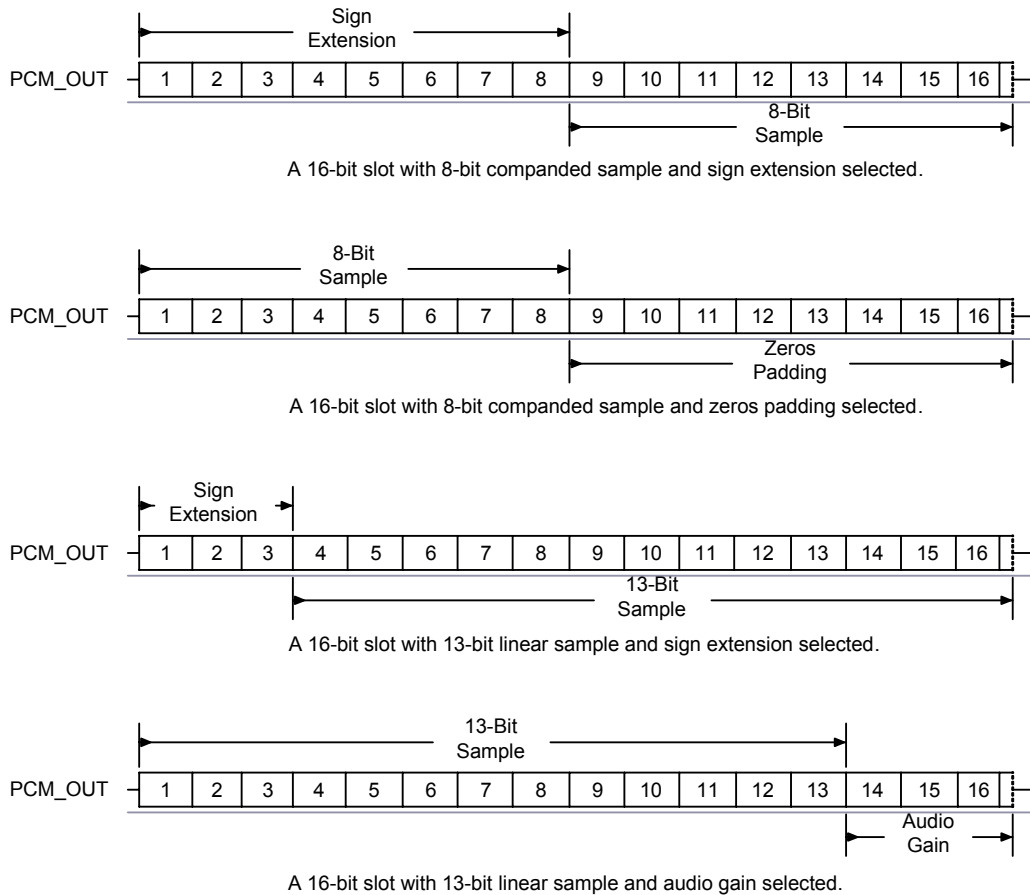 Sign
Extension
PCM_OUT 1 2 3 4 5 6 7 8 9 10 11 12 13 14 15 16
8-Bit
Sample
A 16-bit slot with 8-bit companded sample and sign extension selected.
8-Bit
Sample
PCM_OUT 1 2 3 4 5 6 7 8 9 10 11 12 13 14 15 16
Zeros
Padding
A 16-bit slot with 8-bit companded sample and zeros padding selected.
Sign
Extension
PCM_OUT 1 2 3 4 5 6 7 8 9 10 11 12 13 14 15 16
13-Bit
Sample
A 16-bit slot with 13-bit linear sample and sign extension selected.
13-Bit
Sample
PCM_OUT 1 2 3 4 5 6 7 8 9 10 11 12 13 14 15 16
Audio
Gain
A 16-bit slot with 13-bit linear sample and audio gain selected.